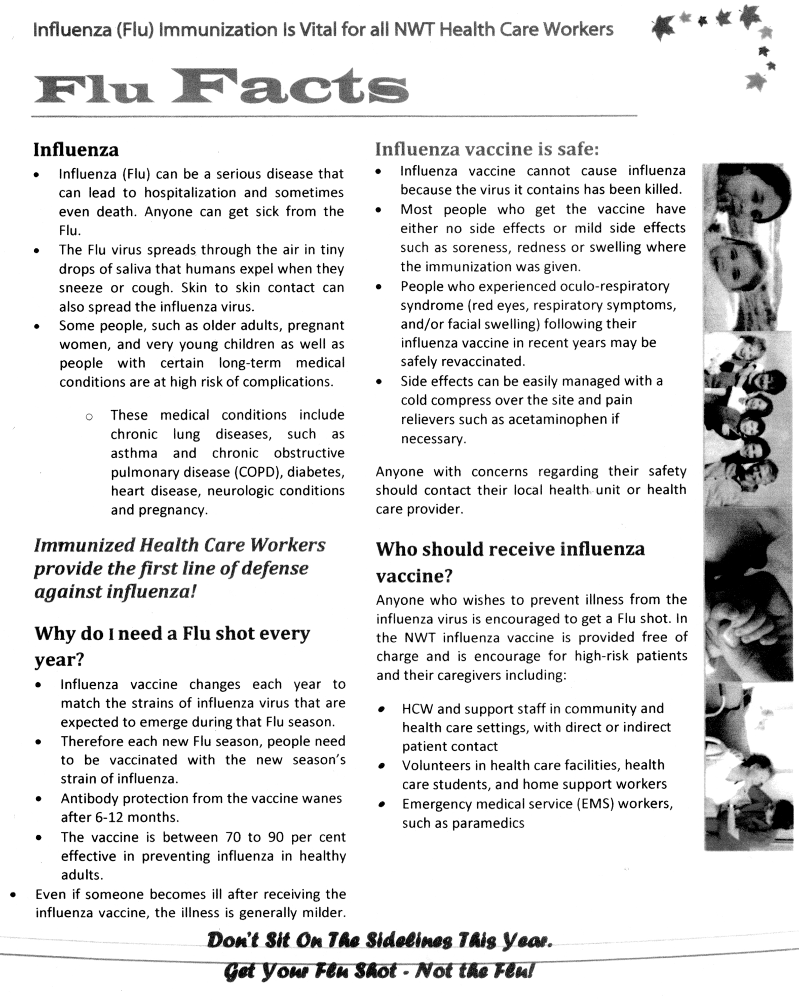 Influenza (Flu) Immunization Is Vital for all NWT Health Care Workers
Flu Facts
Influenza
• Influenza (Flu) can be a serious disease that
can lead to hospitalization and sometimes
even death. Anyone can get sick from the
Flu.
• The Flu virus spreads through the air in tiny
drops of saliva that humans expel when they
sneeze or cough. Skin to skin contact can
also spread the influenza virus.
• Some people, such as older adults, pregnant
women, and very young children as well as
people with certain long-term medical
conditions are at high risk of complications.
○ These medical conditions include
chronic lung diseases, such as
asthma and chronic obstructive
pulmonary disease (COPD), diabetes,
heart disease, neurologic conditions
and pregnancy.
Immunized Health Care Workers
provide the first line of defense
against influenza!
Why do I need a Flu shot every
year?
• Influenza vaccine changes each year to
match the strains of influenza virus that are
expected to emerge during that Flu season.
• Therefore each new Flu season, people need
to be vaccinated with the new season's
strain of influenza.
• Antibody protection from the vaccine wanes
after 6-12 months.
• The vaccine is between 70 to 90 per cent
effective in preventing influenza in healthy
adults.
• Even if someone becomes ill after receiving the
influenza vaccine, the illness is generally milder.
Influenza vaccine is safe:
• Influenza vaccine cannot cause influenza
because the virus it contains has been killed.
• Most people who get the vaccine have
either no side effects or mild side effects
such as soreness, redness or swelling where
the immunization was given.
• People who experienced oculo-respiratory
syndrome (red eyes, respiratory symptoms,
and/or facial swelling) following their
influenza vaccine in recent years may be
safely revaccinated.
• Side effects can be easily managed with a
cold compress over the site and pain
relievers such as acetaminophen if
necessary.
Anyone with concerns regarding their safety
should contact their local health unit or health
care provider.
Who should receive influenza
vaccine?
Anyone who wishes to prevent illness from the
influenza virus is encouraged to get a Flu shot. In
the NWT influenza vaccine is provided free of
charge and is encourage for high-risk patients
and their caregivers including:
• HCW and support staff in community and
health care settings, with direct or indirect
patient contact
• Volunteers in health care facilities, health
care students, and home support workers
• Emergency medical service (EMS) workers,
such as paramedics
Don't Sit On The Sidelines This Year.
Get Your Flu Shot - Not the Flu!